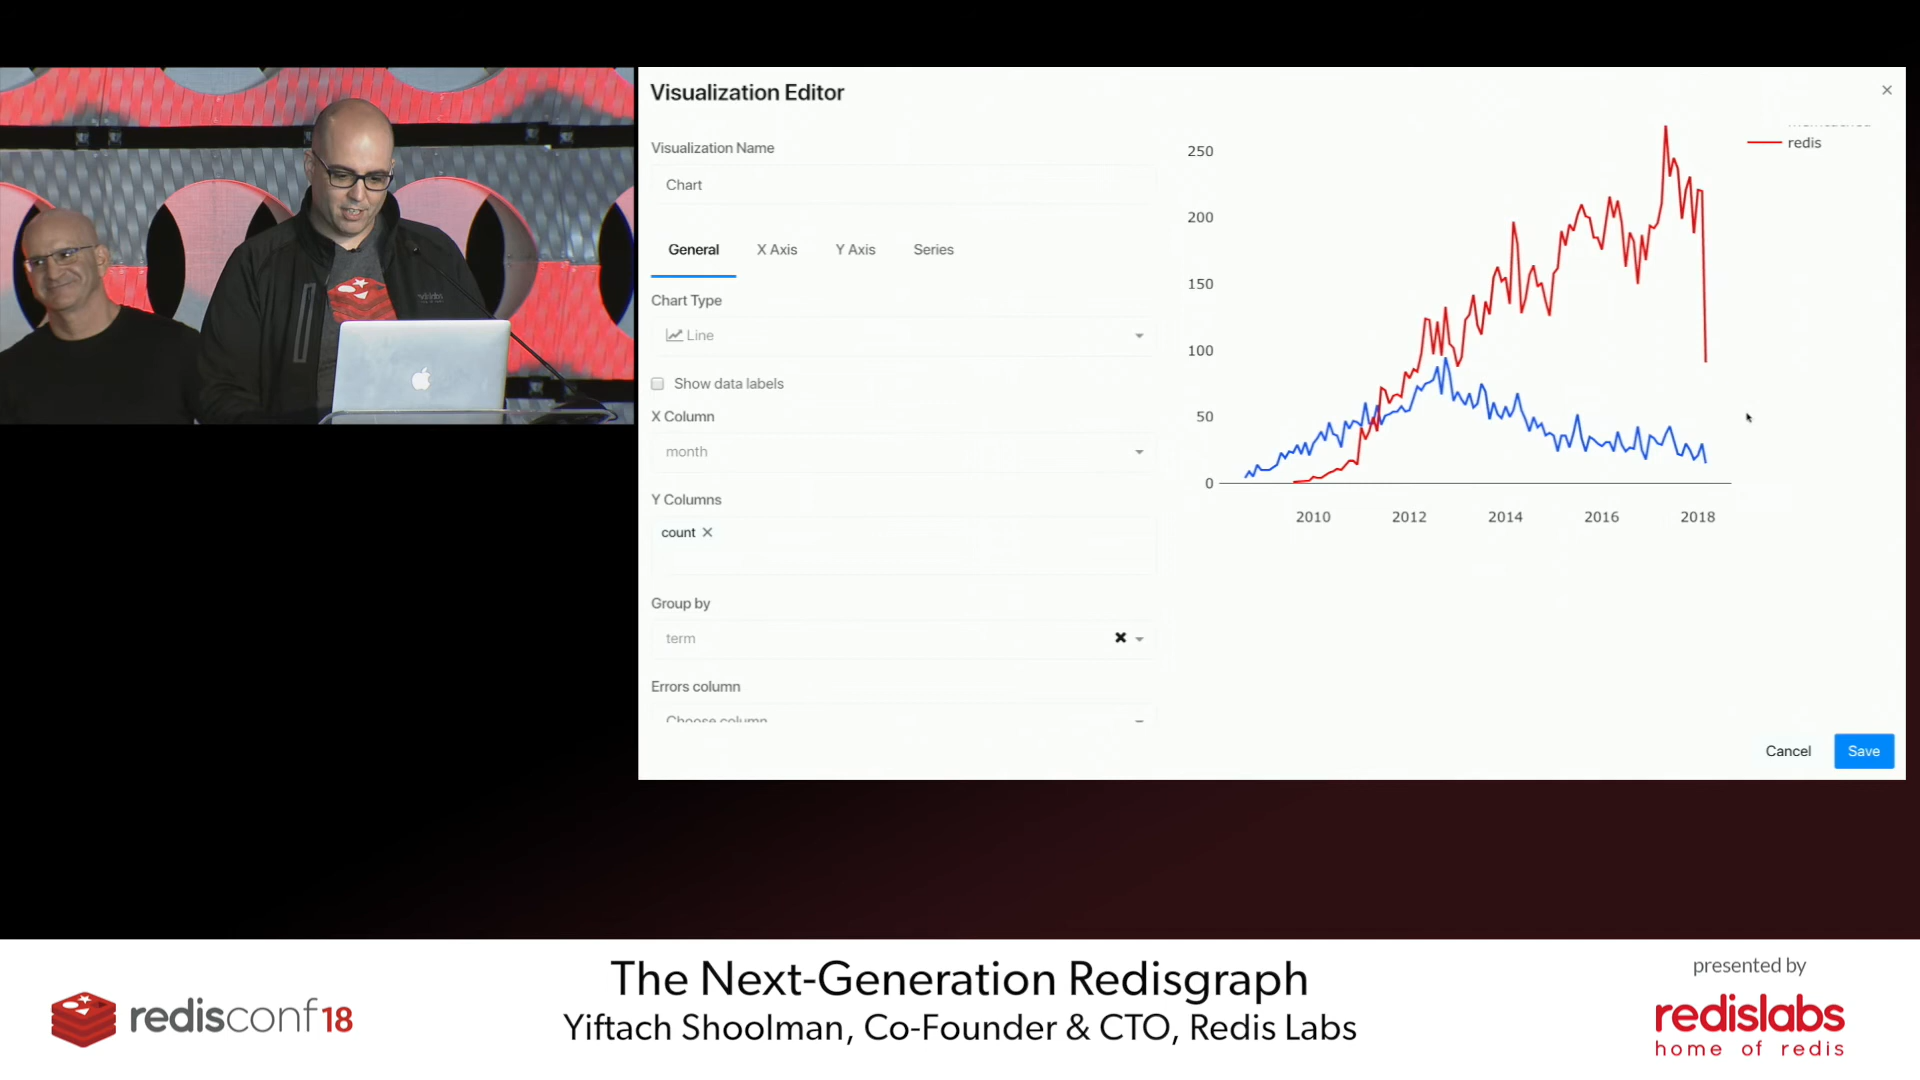 Visualization Editor
×
Visualization Name
Chart
General
X Axis
Y Axis
Series
Chart Type
Line
Show data labels
X Column
month
Y Columns
count ×
Group by
term
Errors column
Choose column
250
200
150
100
50
0
2010
2012
2014
2016
2018
redis
Cancel
Save
redisconf18
The Next-Generation Redisgraph
Yiftach Shoolman, Co-Founder & CTO, Redis Labs
presented by
redislabs
home of redis